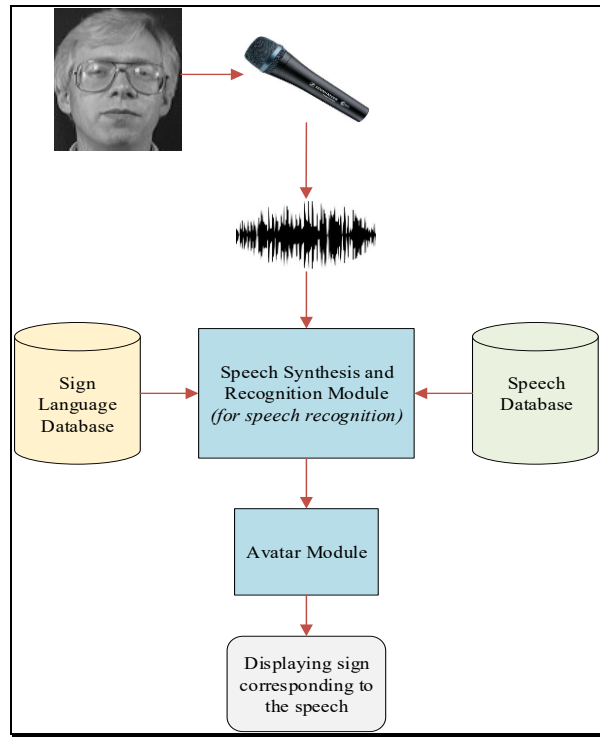 Sign
Language
Database
Speech Synthesis and
Recognition Module
(for speech recognition)
Speech
Database
Avatar Module
Displaying sign
corresponding to
the speech